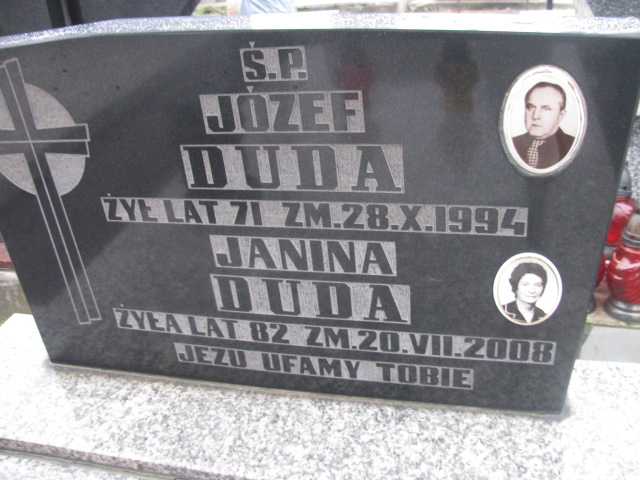 Ś.P.
JÓZEF
DUDA
ŻYŁ LAT 71 ZM.28.X.1994
JANINA
DUDA
ŻYŁA LAT 82 ZM.20.VII.2008
JEZU UFAMY TOBIE